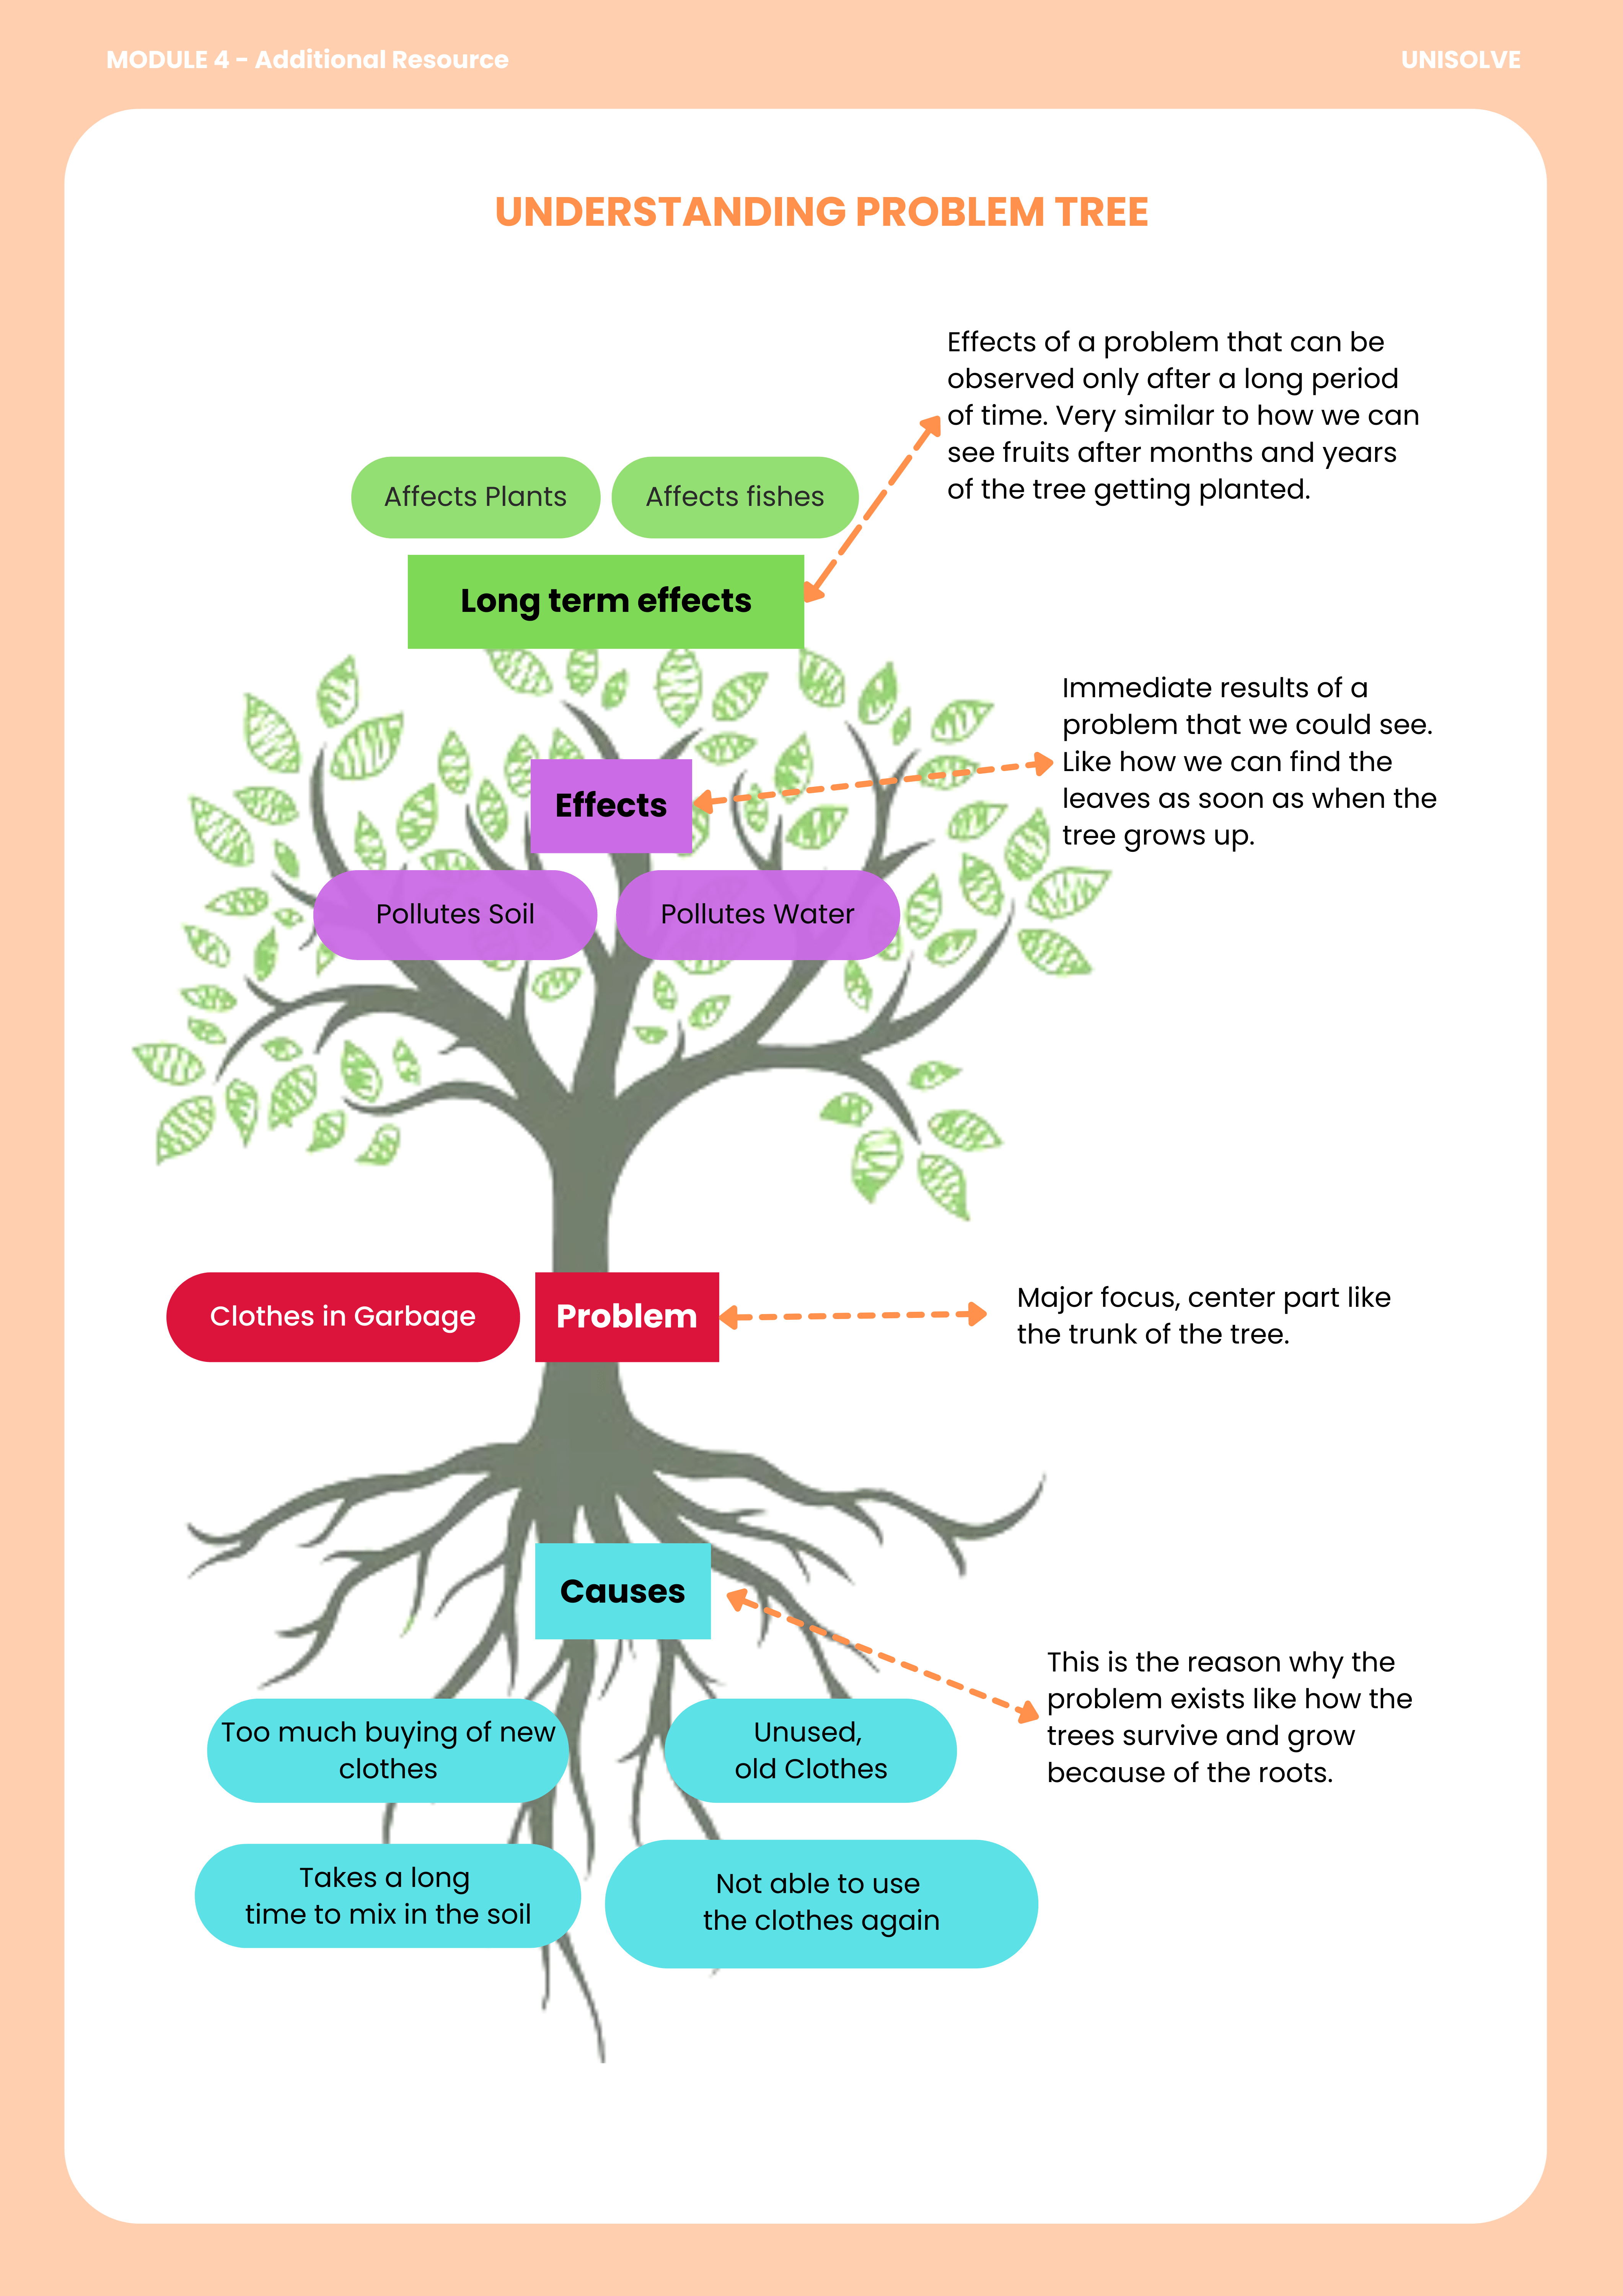 MODULE 4 - Additional Resource
UNISOLVE
UNDERSTANDING PROBLEM TREE
Effects of a problem that can be
observed only after a long period
of time. Very similar to how we can
see fruits after months and years
of the tree getting planted.
Affects Plants
Affects fishes
Long term effects
Immediate results of a
problem that we could see.
Like how we can find the
leaves as soon as when the
tree grows up.
Effects
Pollutes Soil
Pollutes Water
Clothes in Garbage
Problem
Major focus, center part like
the trunk of the tree.
Causes
This is the reason why the
problem exists like how the
trees survive and grow
because of the roots.
Too much buying of new
clothes
Unused,
old Clothes
Takes a long
time to mix in the soil
Not able to use
the clothes again